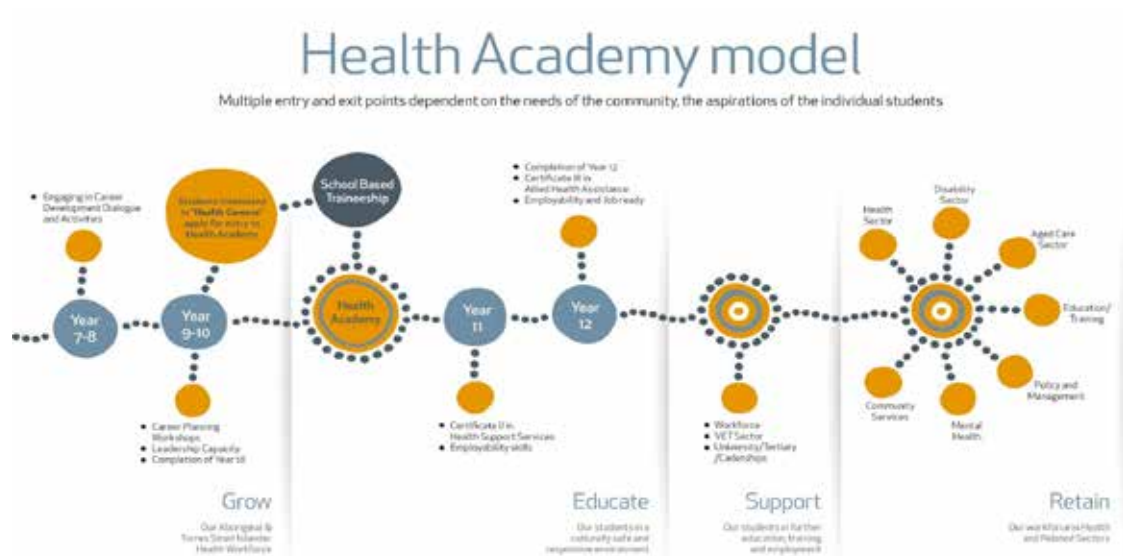 Health Academy model
Multiple entry and exit points dependent on the needs of the community, the aspirations of the individual students
Engaging in Career
Development Dialogue
and Activities
Year
7-8
Students interested
in "Health Careers"
apply for entry to
Health Academy
Year
9-10
Career Planning
Workshops
Leadership Capacity
Completion of Year 10
Grow
Our Aboriginal &
Torres Strait Islander
Health Workforce
School Based
Traineeship
Health
Academy
Year
11
Certificate II in
Health Support Services
Employability skills
Completion of Year 12
Certificate III in
Allied Health Assistance
Employability and Job ready
Year
12
Educate
Our students in a
culturally safe and
responsive environment
Workforce
VET Sector
University/Tertiary
/Cadetships
Support
Our students in further
education, training
and employment
Health
Sector
Disability
Sector
Aged Care
Sector
Education/
Training
Policy and
Management
Mental
Health
Community
Services
Retain
Our workforce in Health
and Related Sectors